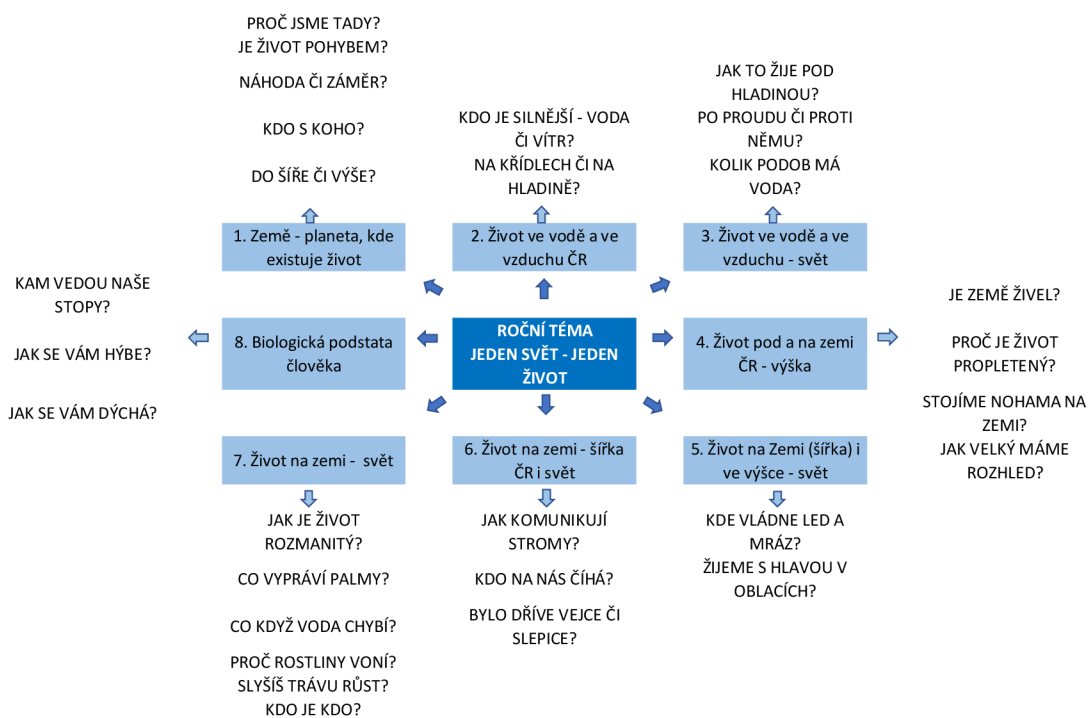 PROČ JSME TADY?
JE ŽIVOT POHYBEM?
NÁHODA ČI ZÁMĚR?
KDO S KOHO?
DO ŠÍŘE ČI VÝŠE?
KDO JE SILNĚJŠÍ - VODA
ČI VÍTR?
NA KŘÍDLECH ČI NA
HLADINĚ?
JAK TO ŽIJE POD
HLADINOU?
PO PROUDU ČI PROTI
NĚMU?
KOLIK PODOB MÁ
VODA?
1. Země - planeta, kde
existuje život
2. Život ve vodě a ve
vzduchu ČR
3. Život ve vodě a ve
vzduchu - svět
KAM VEDOU NAŠE
STOPY?
JAK SE VÁM HÝBE?
JAK SE VÁM DÝCHÁ?
8. Biologická podstata
člověka
ROČNÍ TÉMA
JEDEN SVĚT - JEDEN
ŽIVOT
4. Život pod a na zemi
ČR - výška
JE ZEMĚ ŽIVEL?
PROČ JE ŽIVOT
PROPLETENÝ?
STOJÍME NOHAMA NA
ZEMI?
JAK VELKÝ MÁME
ROZHLED?
7. Život na zemi - svět
6. Život na zemi - šířka
ČR i svět
5. Život na Zemi (šířka) i
ve výšce - svět
JAK JE ŽIVOT
ROZMANITÝ?
CO VYPRÁVÍ PALMY?
CO KDYŽ VODA CHYBÍ?
PROČ ROSTLINY VONÍ?
SLYŠÍŠ TRÁVU RŮST?
KDO JE KDO?
JAK KOMUNIKUJÍ
STROMY?
KDO NA NÁS ČÍHÁ?
BYLO DŘÍVE VEJCE ČI
SLEPICE?
KDE VLÁDNE LED A
MRÁZ?
ŽIJEME S HLAVOU V
OBLACÍCH?